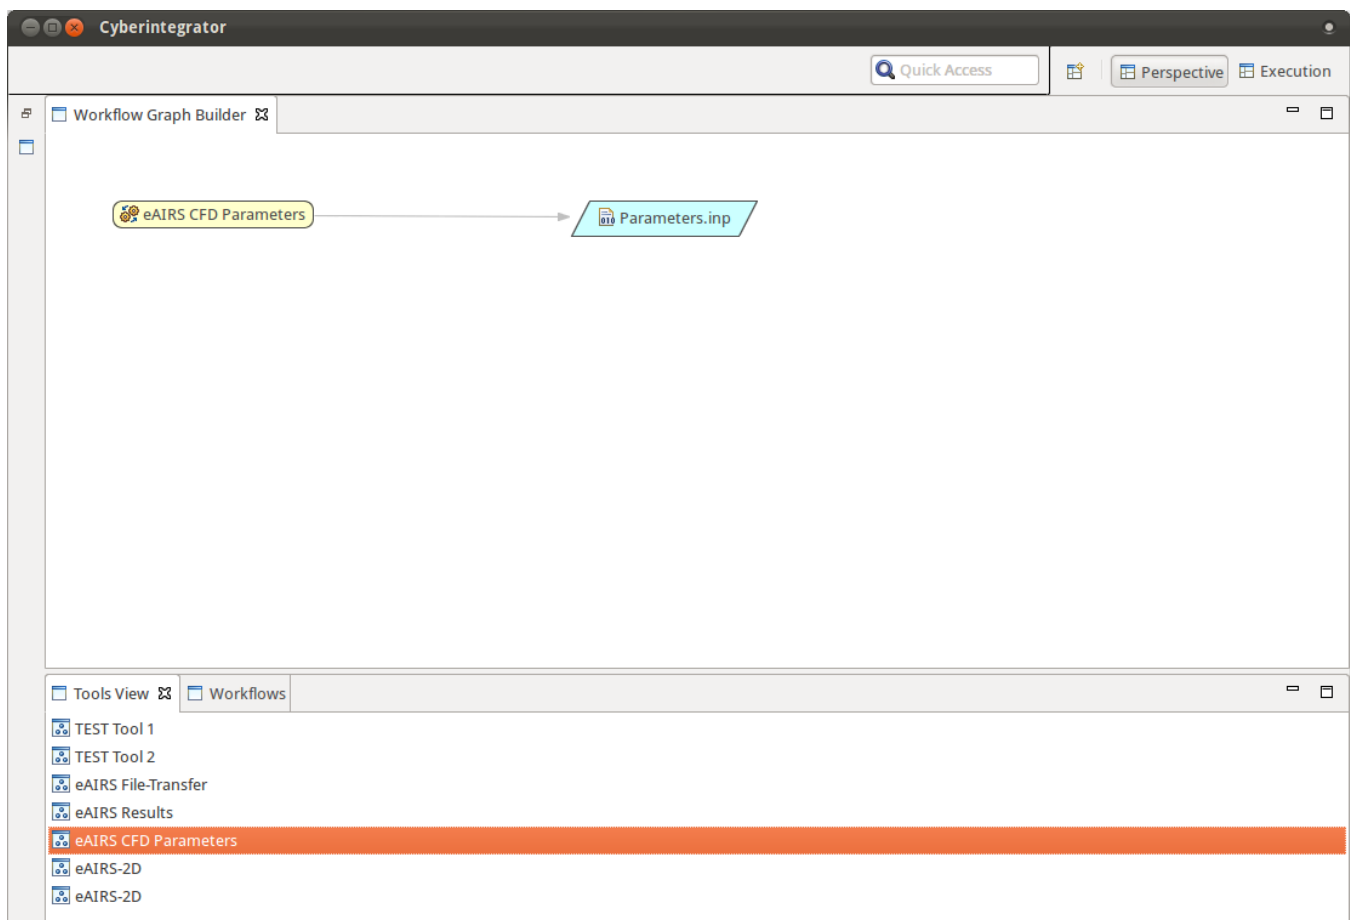 Cyberintegrator
Quick Access
Perspective
Execution
Workflow Graph Builder
eAIRS CFD Parameters
Parameters.inp
Tools View
Workflows
TEST Tool 1
TEST Tool 2
eAIRS File-Transfer
eAIRS Results
eAIRS CFD Parameters
eAIRS-2D
eAIRS-2D